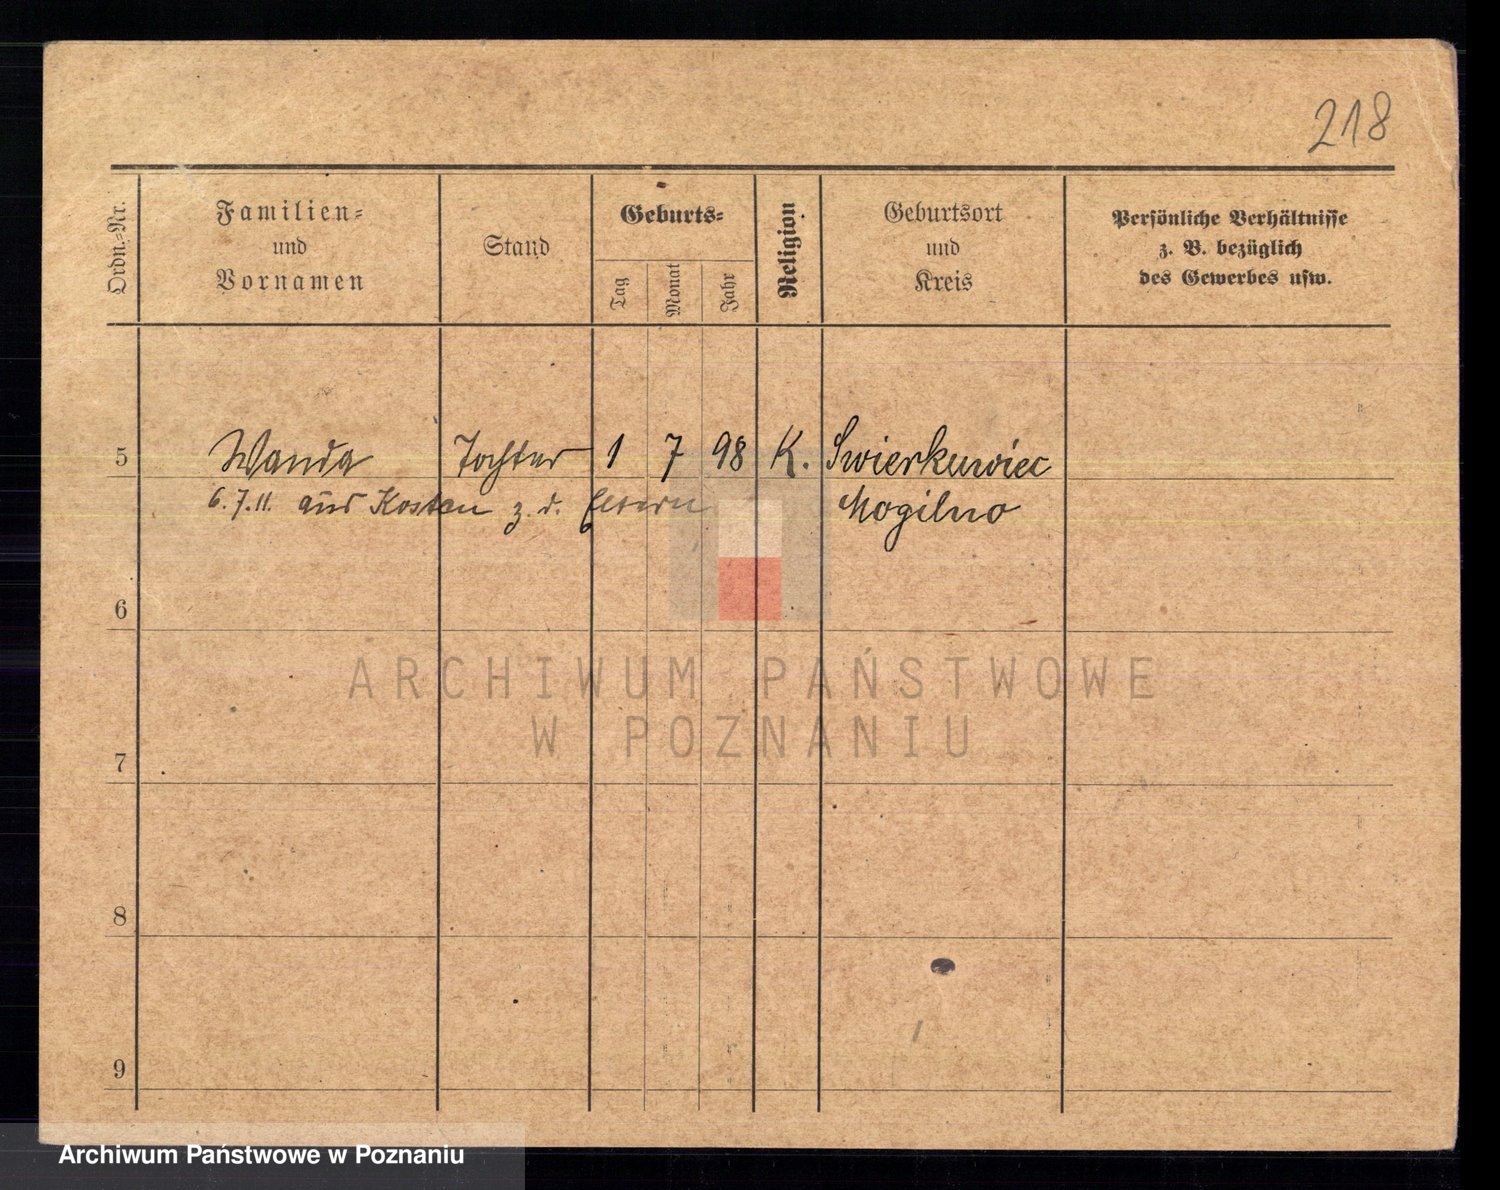 218
Ordn.-Nr.
Familien-
und
Vornamen
Stand
Geburts-
Tag
Monat
Jahr
Religion
Geburtsort
und
Kreis
Persönliche Verhältnisse
z. B. bezüglich
des Gewerbes usw.
5 Wanda Tochter 1 7 98 K. Swierkuwiec
6.7.11. aus Kosten z. d. Eltern Mogilno
6
ARCHIWUM PAŃSTWOWE
W POZNANIU
7
8
9
Archiwum Państwowe w Poznaniu